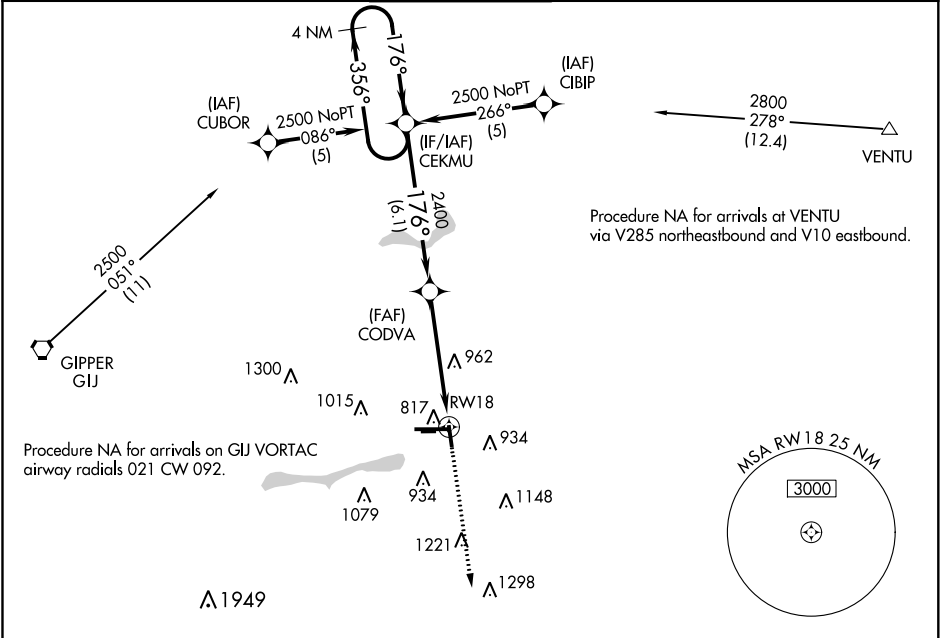 4 NM
176°
356°
(IAF)
CIBIP
2500 NoPT
266°
(5)
(IAF)
CUBOR
2500 NoPT
086°
(5)
(IF/IAF)
CEKMU
2800
278°
(12.4)
VENTU
2400
176°
(6.1)
Procedure NA for arrivals at VENTU
via V285 northeastbound and V10 eastbound.
2500
051°
(11)
(FAF)
CODVA
GIPPER
GIJ
962
1300
1015
817
RW18
934
Procedure NA for arrivals on GIJ VORTAC
airway radials 021 CW 092.
934
1079
1148
1221
1298
1949
MSA RW18 25 NM
3000